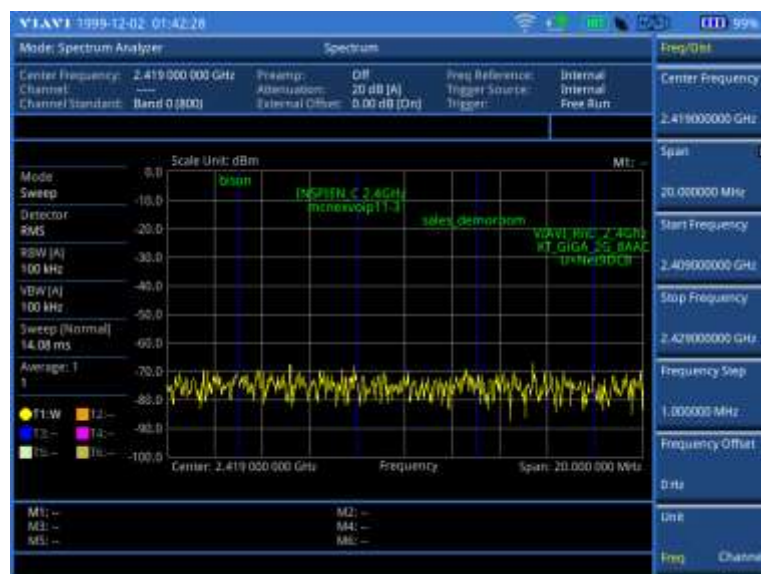 VIAVI 1999-12-02 01:42:28
99%
Mode: Spectrum Analyzer
Spectrum
Freq/Dist
Center Frequency: 2.419 000 000 GHz
Preamp: Off
Freq Reference: Internal
Channel: ----
Attenuation: 20 dB [A]
Trigger Source: Internal
Channel Standard: Band 0 (800)
External Offset: 0.00 dB [On]
Trigger: Free Run
Center Frequency
2.419000000 GHz
Span
20.000000 MHz
Start Frequency
2.409000000 GHz
Stop Frequency
2.429000000 GHz
Frequency Step
1.000000 MHz
Frequency Offset
0 Hz
Unit
Freq Channel
Mode
Sweep
Detector
RMS
RBW [A]
100 kHz
VBW [A]
100 kHz
Sweep [Normal]
14.08 ms
Average: 1
1
T1:W T2:--
T3:-- T4:--
T5:-- T6:--
Scale Unit: dBm
M1: --
0.0
-10.0
-20.0
-30.0
-40.0
-50.0
-60.0
-70.0
-80.0
-90.0
-100.0
bison
INSPIEN_C 2.4GHz
mcnexvoip11-3
sales_demoroom
KT_GIGA_2G_8AAC
Center: 2.419 000 000 GHz
Frequency
Span: 20.000 000 MHz
M1: --
M2: --
M3: --
M4: --
M5: --
M6: --